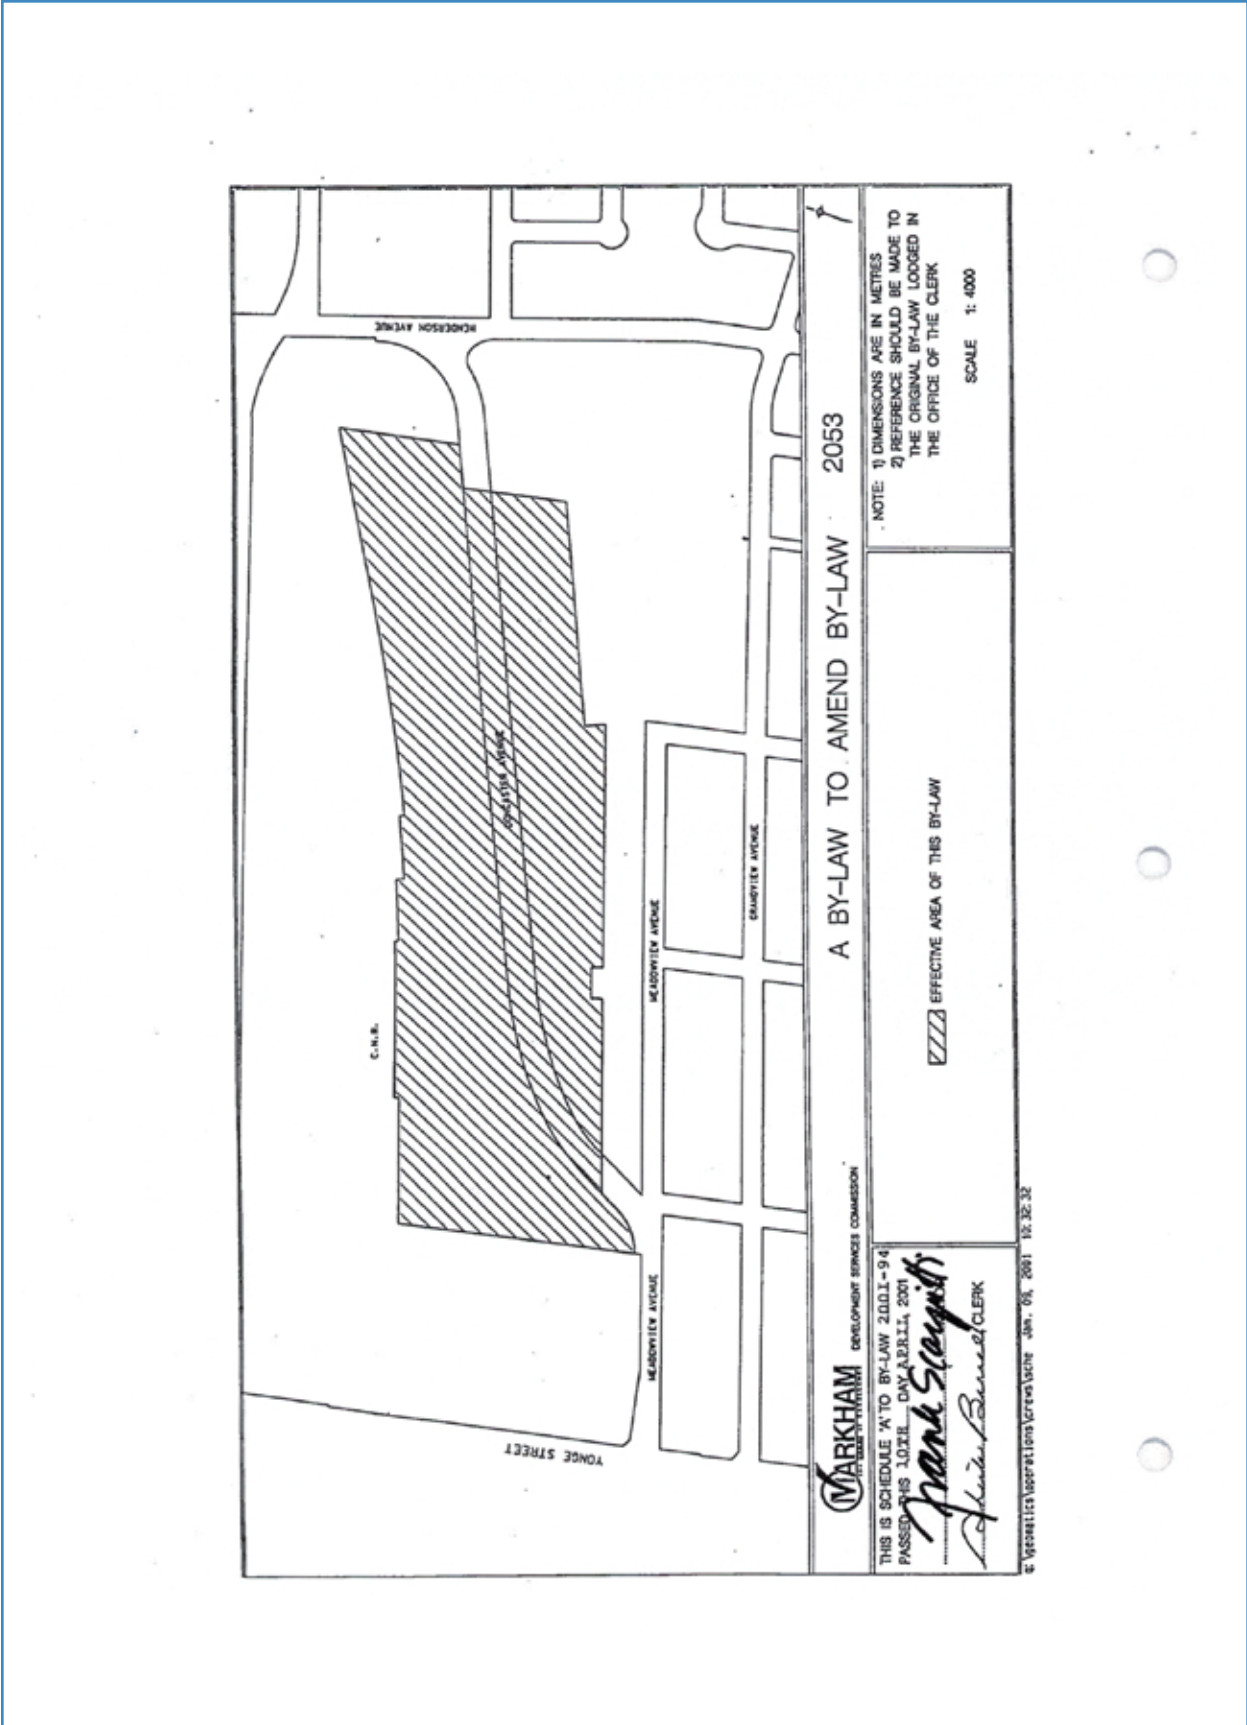 HENDERSON AVENUE
DONCASTER AVENUE
C.N.R.
MEADOWVIEW AVENUE
GRANDVIEW AVENUE
MEADOWVIEW AVENUE
YONGE STREET
MARKHAM DEVELOPMENT SERVICES COMMISSION
A BY-LAW TO AMEND BY-LAW 2053
THIS IS SCHEDULE 'A' TO BY-LAW 2001-94
PASSED THIS 10TH DAY APRIL, 2001
CLERK
EFFECTIVE AREA OF THIS BY-LAW
NOTE: 1) DIMENSIONS ARE IN METRES
2) REFERENCE SHOULD BE MADE TO
THE ORIGINAL BY-LAW LODGED IN
THE OFFICE OF THE CLERK
SCALE 1: 4000
Jan. 09, 2001 10:32:32